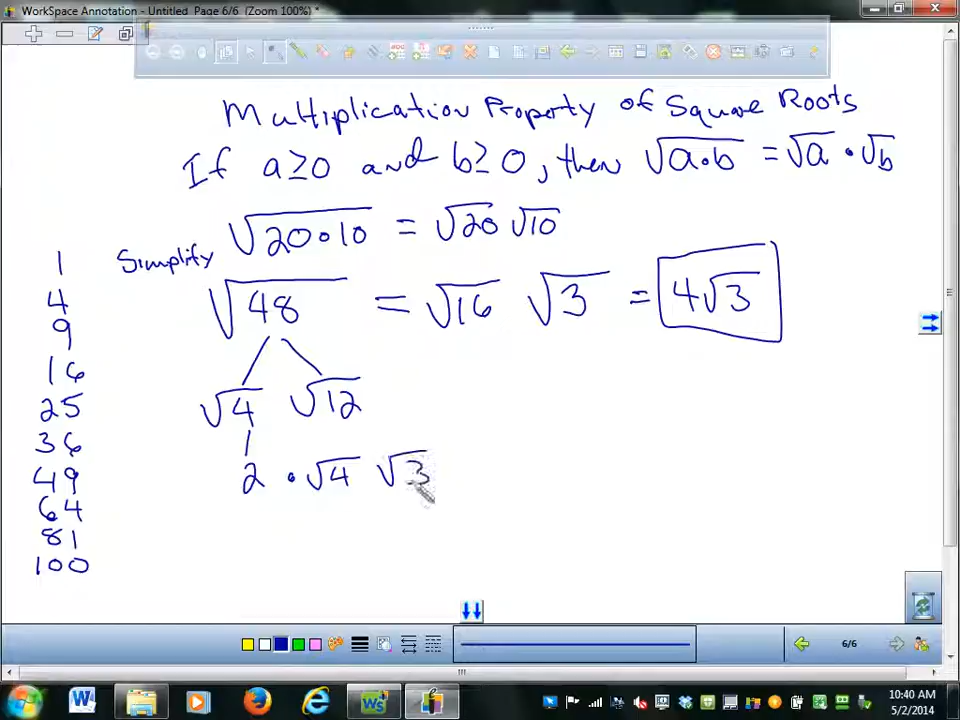 WorkSpace Annotation - Untitled Page 6/6 (Zoom 100%) *
Multiplication Property of Square Roots
If a≥0 and b≥0, then √a·b = √a · √b
√20·10 = √20 √10
Simplify
√48 = √16 √3 = 4√3
√4 √12
2 · √4 √3
1
4
9
16
25
36
49
64
81
100
6/6
10:40 AM
5/2/2014